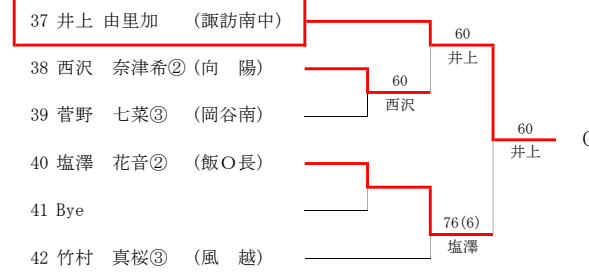 37 井上 由里加 （諏訪南中）
60
井上
38 西沢 奈津希② （向 陽）
60
西沢
39 菅野 七菜③ （岡谷南）
60
井上
40 塩澤 花音② （飯O長）
41 Bye
76(6)
塩澤
42 竹村 真桜③ （風 越）